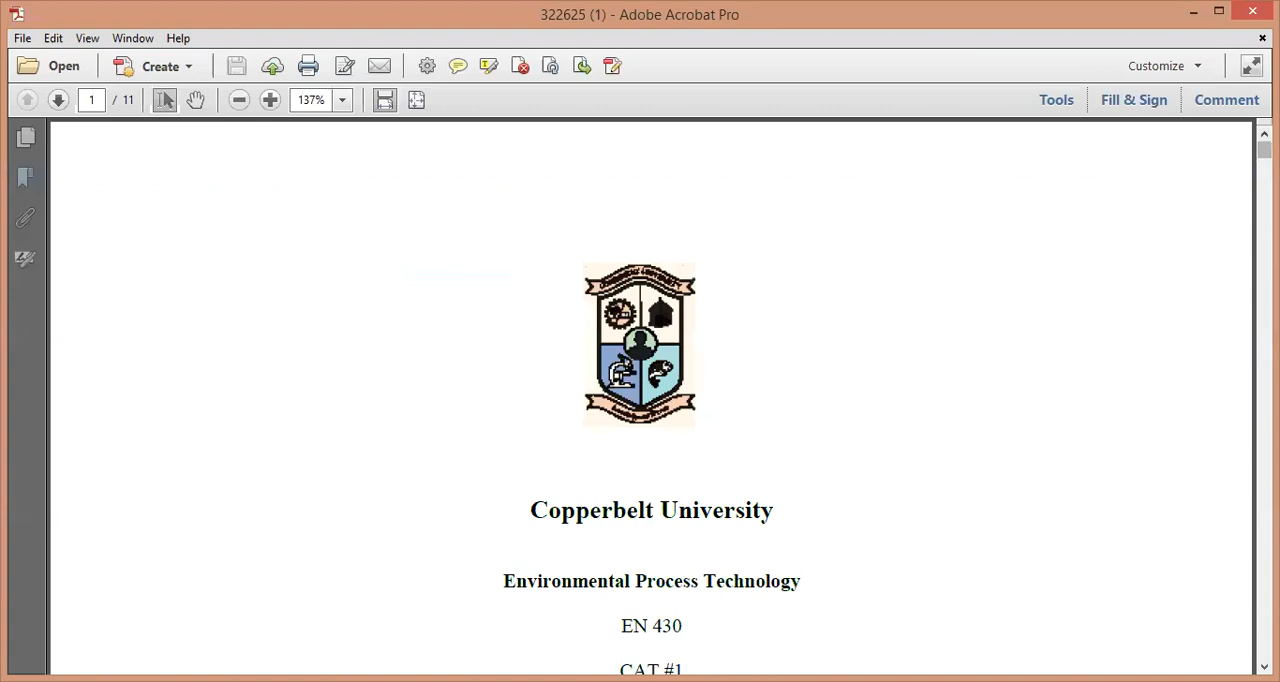 322625 (1) - Adobe Acrobat Pro
File Edit View Window Help
Open Create Customize
1 / 11 137% Tools Fill & Sign Comment
Copperbelt University
Environmental Process Technology
EN 430
CAT #1